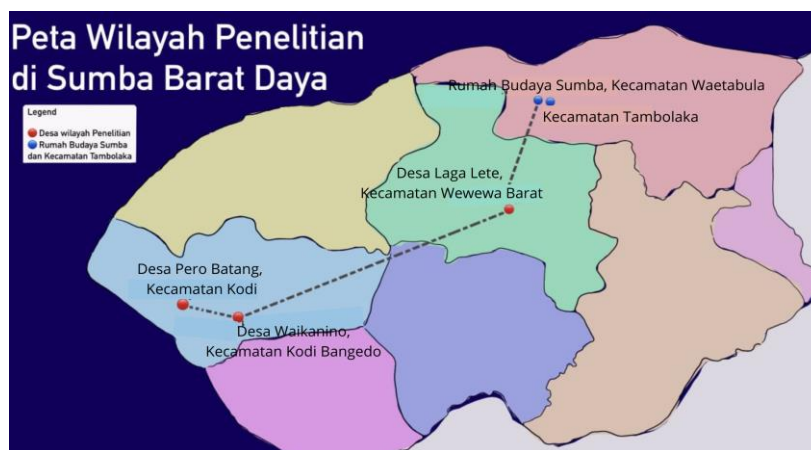 Peta Wilayah Penelitian
di Sumba Barat Daya
Legend
Desa wilayah Penelitian
Rumah Budaya Sumba
dan Kecamatan Tambolaka
Rumah Budaya Sumba, Kecamatan Waetabula
Kecamatan Tambolaka
Desa Laga Lete,
Kecamatan Wewewa Barat
Desa Pero Batang,
Kecamatan Kodi
Desa Waikanino,
Kecamatan Kodi Bangedo